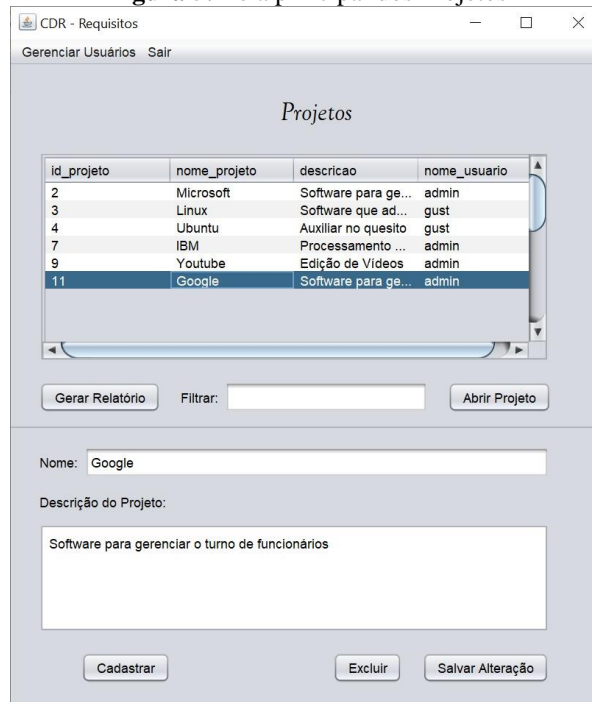 CDR - Requisitos
Gerenciar Usuários Sair
Projetos
id_projeto nome_projeto descricao nome_usuario
2 Microsoft Software para ge... admin
3 Linux Software que ad... gust
4 Ubuntu Auxiliar no quesito gust
7 IBM Processamento ... admin
9 Youtube Edição de Vídeos admin
11 Google Software para ge... admin
Gerar Relatório Filtrar: Abrir Projeto
Nome: Google
Descrição do Projeto:
Software para gerenciar o turno de funcionários
Cadastrar Excluir Salvar Alteração